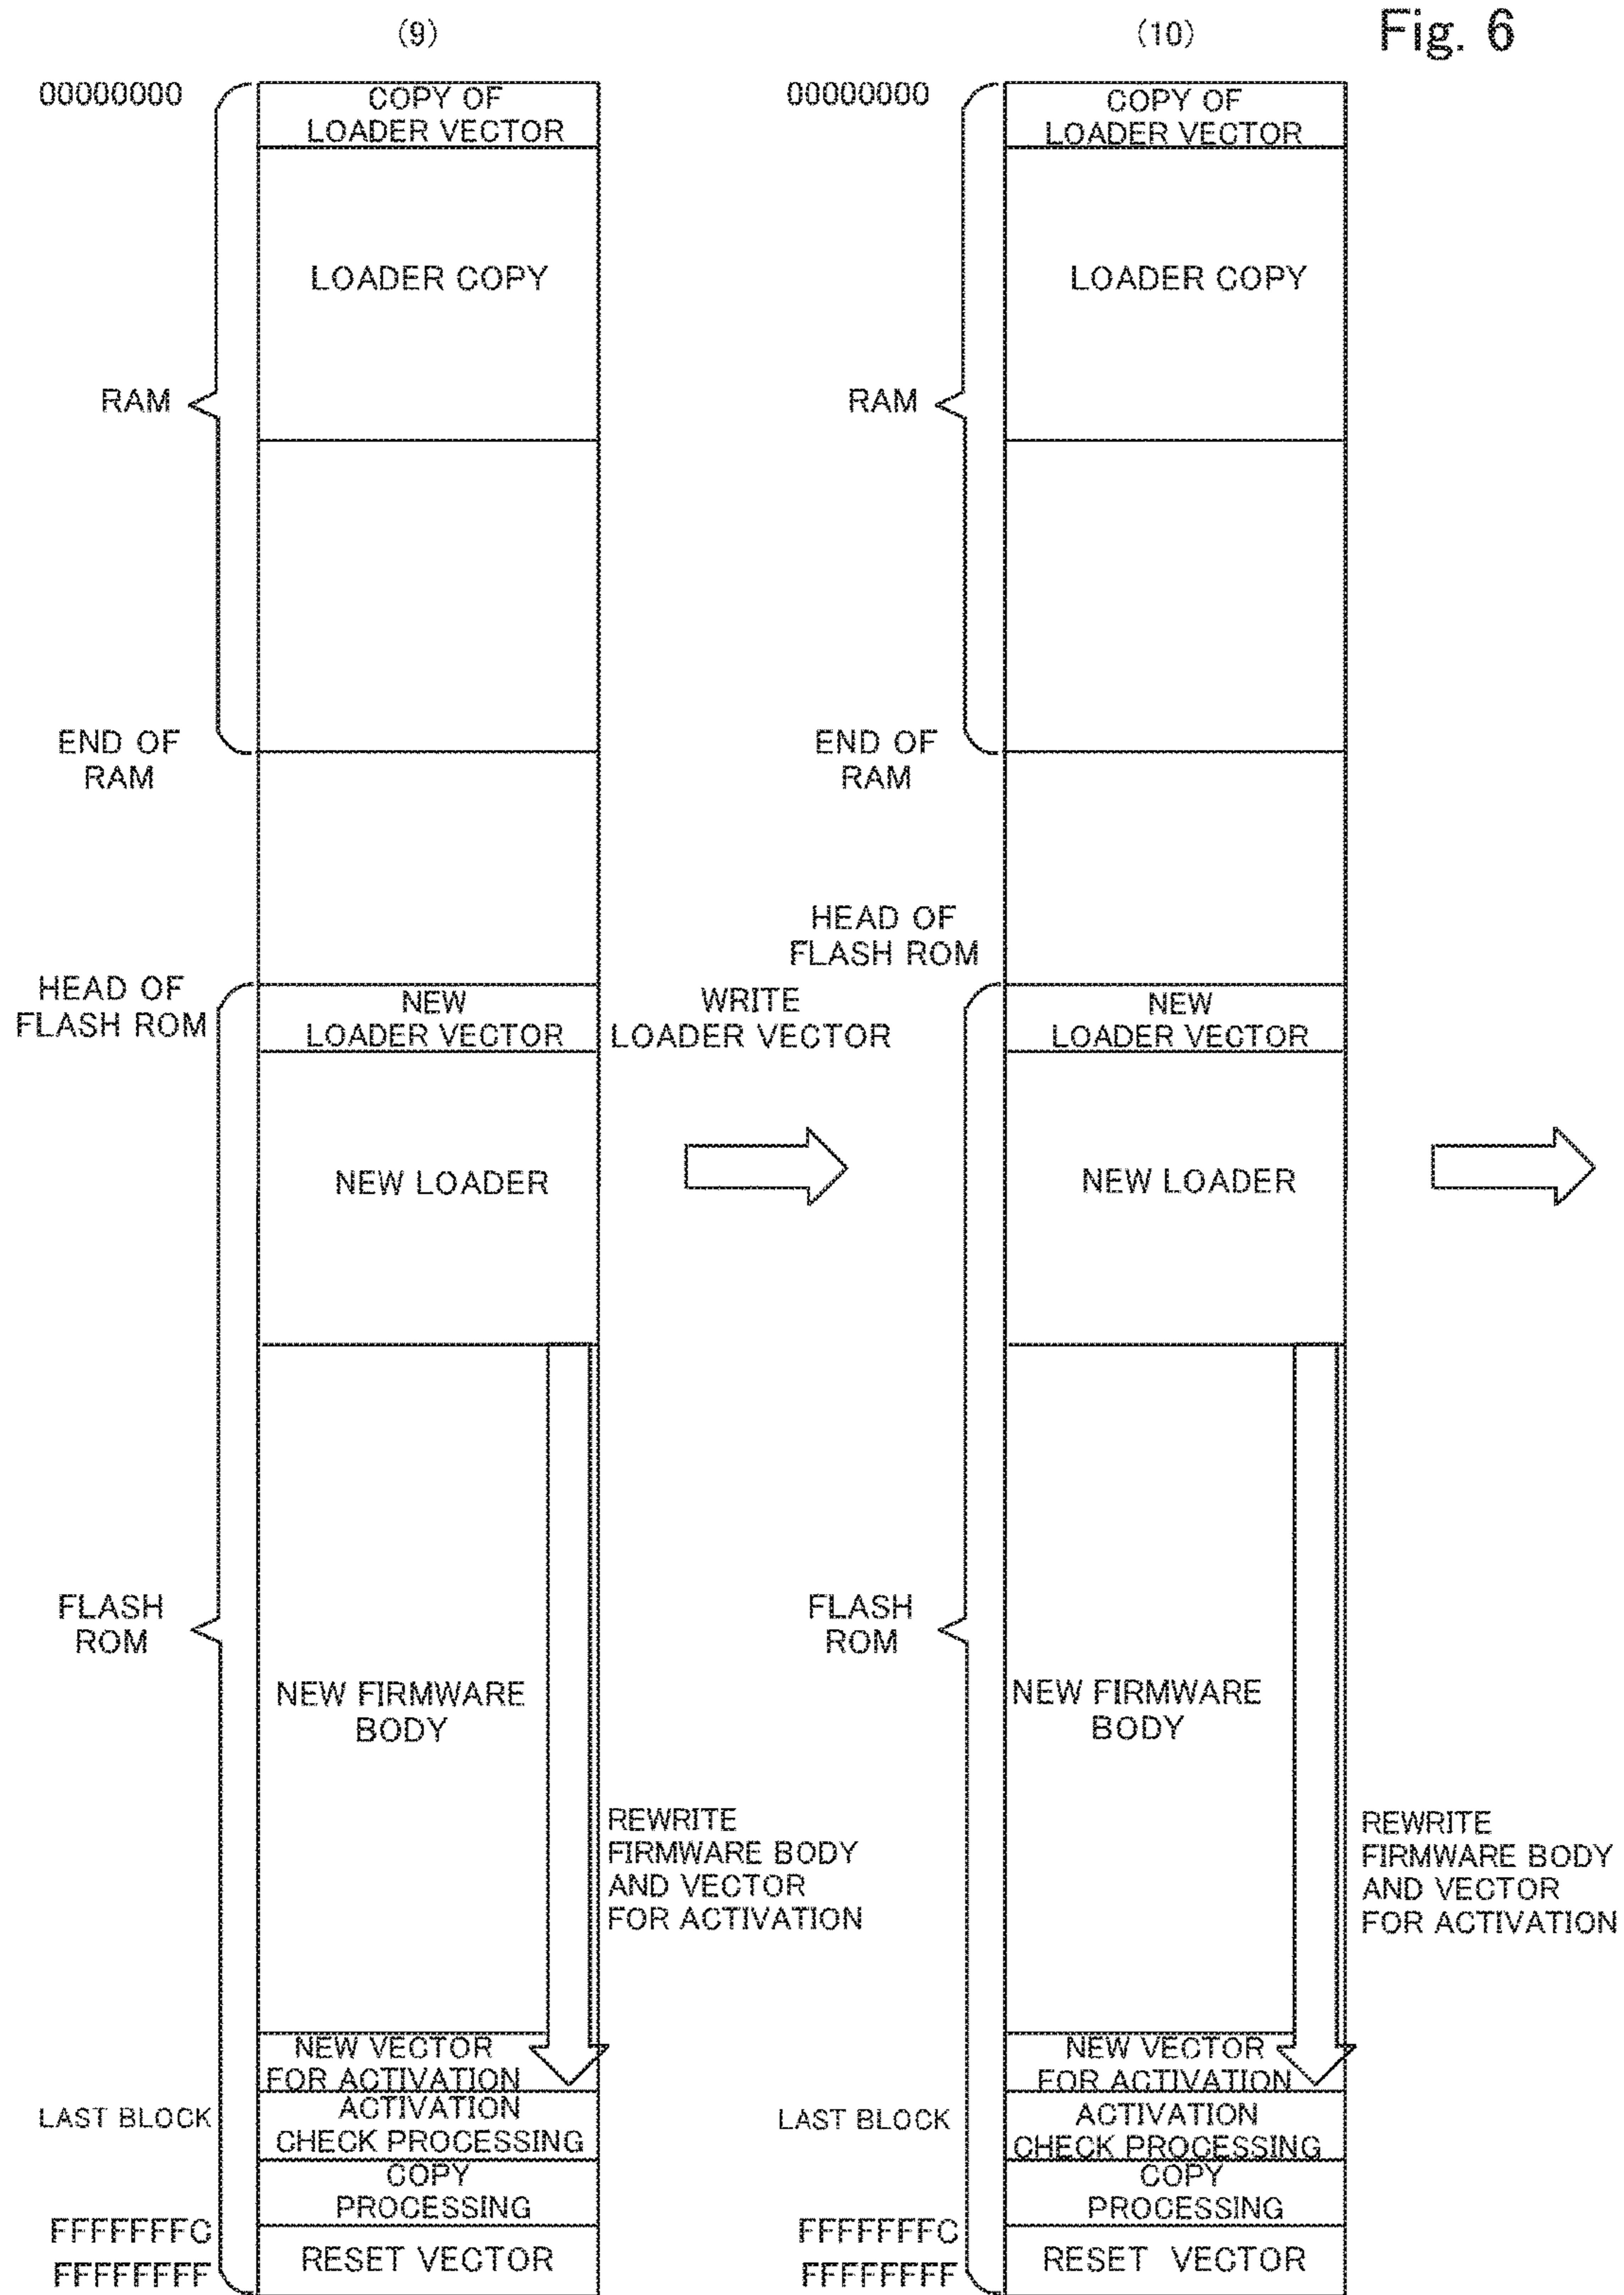 Fig. 6
(9)
00000000
COPY OF
LOADER VECTOR
LOADER COPY
RAM
END OF
RAM
HEAD OF
FLASH ROM
NEW
LOADER VECTOR
WRITE
LOADER VECTOR
NEW LOADER
FLASH
ROM
NEW FIRMWARE
BODY
REWRITE
FIRMWARE BODY
AND VECTOR
FOR ACTIVATION
NEW VECTOR
FOR ACTIVATION
LAST BLOCK
ACTIVATION
CHECK PROCESSING
COPY
PROCESSING
FFFFFFFC
FFFFFFFF
RESET VECTOR
(10)
00000000
COPY OF
LOADER VECTOR
LOADER COPY
RAM
END OF
RAM
HEAD OF
FLASH ROM
NEW
LOADER VECTOR
NEW LOADER
FLASH
ROM
NEW FIRMWARE
BODY
REWRITE
FIRMWARE BODY
AND VECTOR
FOR ACTIVATION
NEW VECTOR
FOR ACTIVATION
LAST BLOCK
ACTIVATION
CHECK PROCESSING
COPY
PROCESSING
FFFFFFFC
FFFFFFFF
RESET VECTOR